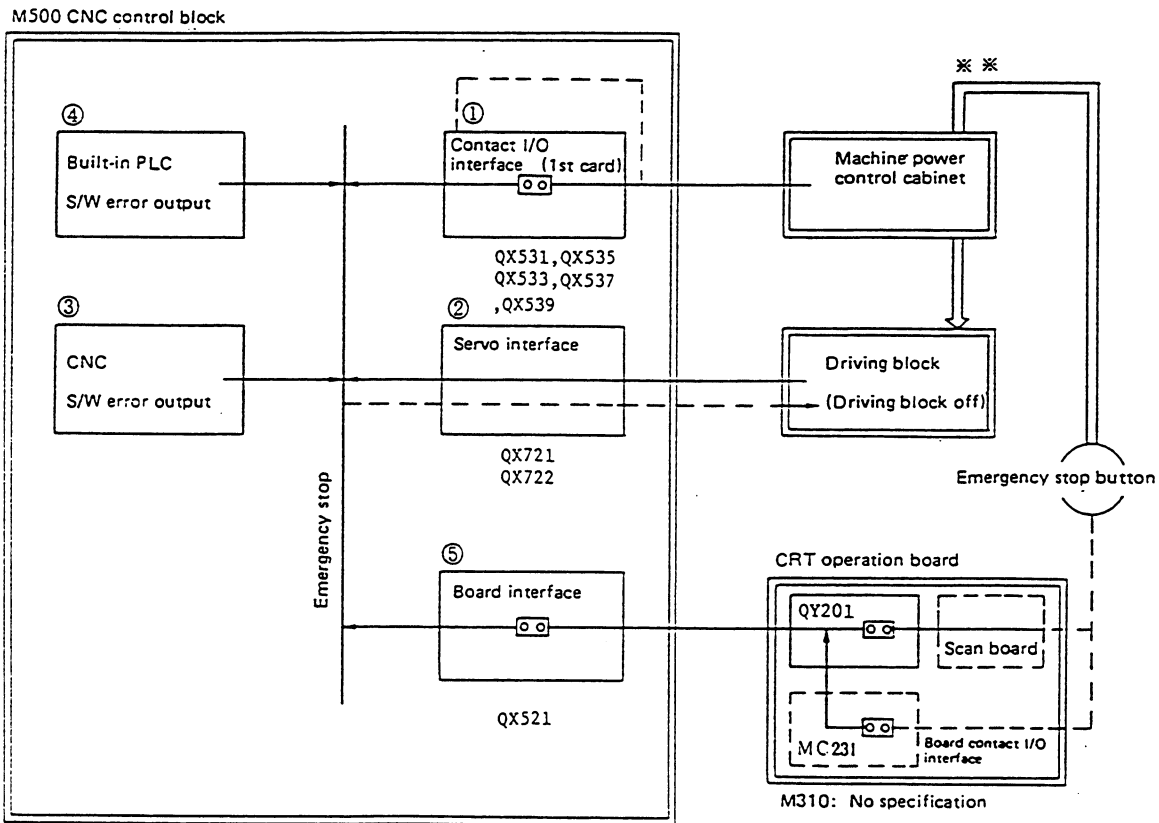 M500 CNC control block
※ ※
④
Built-in PLC
S/W error output
①
Contact I/O
interface (1st card)
Machine power
control cabinet
QX531,QX535
QX533,QX537
,QX539
③
CNC
S/W error output
②
Servo interface
Driving block
(Driving block off)
QX721
QX722
Emergency stop
Emergency stop button
⑤
Board interface
QX521
CRT operation board
QY201
Scan board
MC231
Board contact I/O
interface
M310: No specification